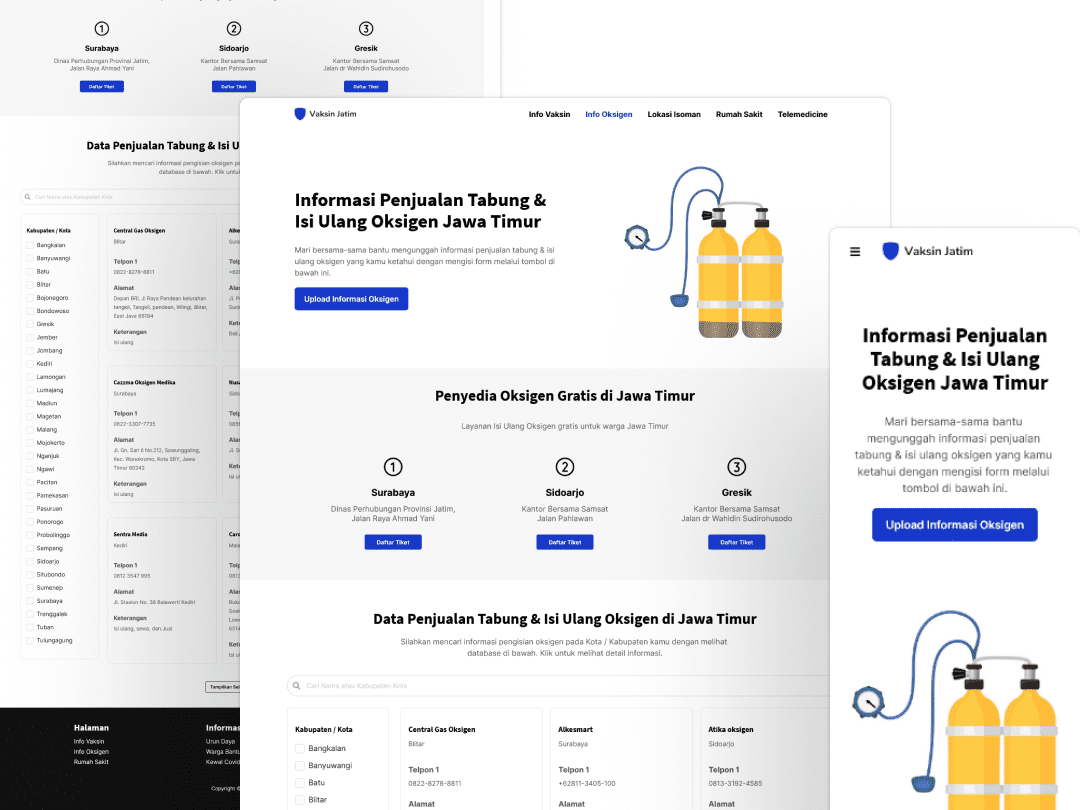 1
2
3
Surabaya
Sidoarjo
Gresik
Dinas Perhubungan Provinsi Jatim,
Jalan Raya Ahmad Yani
Kantor Bersama Samsat
Jalan Pahlawan
Kantor Bersama Samsat
Jalan dr Wahidin Sudirohusodo
Daftar Tiket
Daftar Tiket
Daftar Tiket
Data Penjualan Tabung & Isi U
Silahkan mencari informasi pengisian oksigen pa
database di bawah. Klik untuk
Cari Nama atau Kabupaten Kota
Kabupaten / Kota
Bangkalan
Banyuwangi
Batu
Blitar
Bojonegoro
Bondowoso
Gresik
Jember
Jombang
Kediri
Lamongan
Lumajang
Madiun
Magetan
Malang
Mojokerto
Nganjuk
Ngawi
Pacitan
Pamekasan
Pasuruan
Ponorogo
Probolinggo
Sampang
Sidoarjo
Situbondo
Sumenep
Surabaya
Trenggalek
Tuban
Tulungagung
Central Gas Oksigen
Blitar
Telpon 1
0822-8278-8811
Alamat
Depan BRI, Jl Raya Pandean kelurahan
tangkil, Tangkil, pandean, Wlingi, Blitar,
East Java 66184
Keterangan
Isi ulang
Cazzma Oksigen Medika
Surabaya
Telpon 1
0822-3307-7735
Alamat
Jl. Gn. Sari II No.212, Sawunggaling,
Kec. Wonokromo, Kota SBY, Jawa
Timur 60242
Keterangan
Isi ulang
Sentra Media
Kediri
Telpon 1
0812 3547 995
Alamat
Jl. Stasiun No. 38 Balowerti Kediri
Keterangan
Isi ulang, sewa, dan Jual
Halaman
Info Vaksin
Info Oksigen
Rumah Sakit
Informas
Urun Daya
Warga Bantu
Kawal Covid
Copyright ©
Vaksin Jatim
Info Vaksin
Info Oksigen
Lokasi Isoman
Rumah Sakit
Telemedicine
Informasi Penjualan Tabung &
Isi Ulang Oksigen Jawa Timur
Mari bersama-sama bantu mengunggah informasi penjualan tabung & isi
ulang oksigen yang kamu ketahui dengan mengisi form melalui tombol di
bawah ini.
Upload Informasi Oksigen
Penyedia Oksigen Gratis di Jawa Timur
Layanan Isi Ulang Oksigen gratis untuk warga Jawa Timur
1
2
3
Surabaya
Sidoarjo
Gresik
Dinas Perhubungan Provinsi Jatim,
Jalan Raya Ahmad Yani
Kantor Bersama Samsat
Jalan Pahlawan
Kantor Bersama Samsat
Jalan dr Wahidin Sudirohusodo
Daftar Tiket
Daftar Tiket
Daftar Tiket
Data Penjualan Tabung & Isi Ulang Oksigen di Jawa Timur
Silahkan mencari informasi pengisian oksigen pada Kota / Kabupaten kamu dengan melihat
database di bawah. Klik untuk melihat detail informasi.
Cari Nama atau Kabupaten Kota
Kabupaten / Kota
Bangkalan
Banyuwangi
Batu
Blitar
Central Gas Oksigen
Blitar
Telpon 1
0822-8278-8811
Alamat
Alkesmart
Surabaya
Telpon 1
+62811-3405-100
Alamat
Atika oksigen
Sidoarjo
Telpon 1
0813-3192-4585
Alamat
Vaksin Jatim
Informasi Penjualan
Tabung & Isi Ulang
Oksigen Jawa Timur
Mari bersama-sama bantu
mengunggah informasi penjualan
tabung & isi ulang oksigen yang kamu
ketahui dengan mengisi form melalui
tombol di bawah ini.
Upload Informasi Oksigen